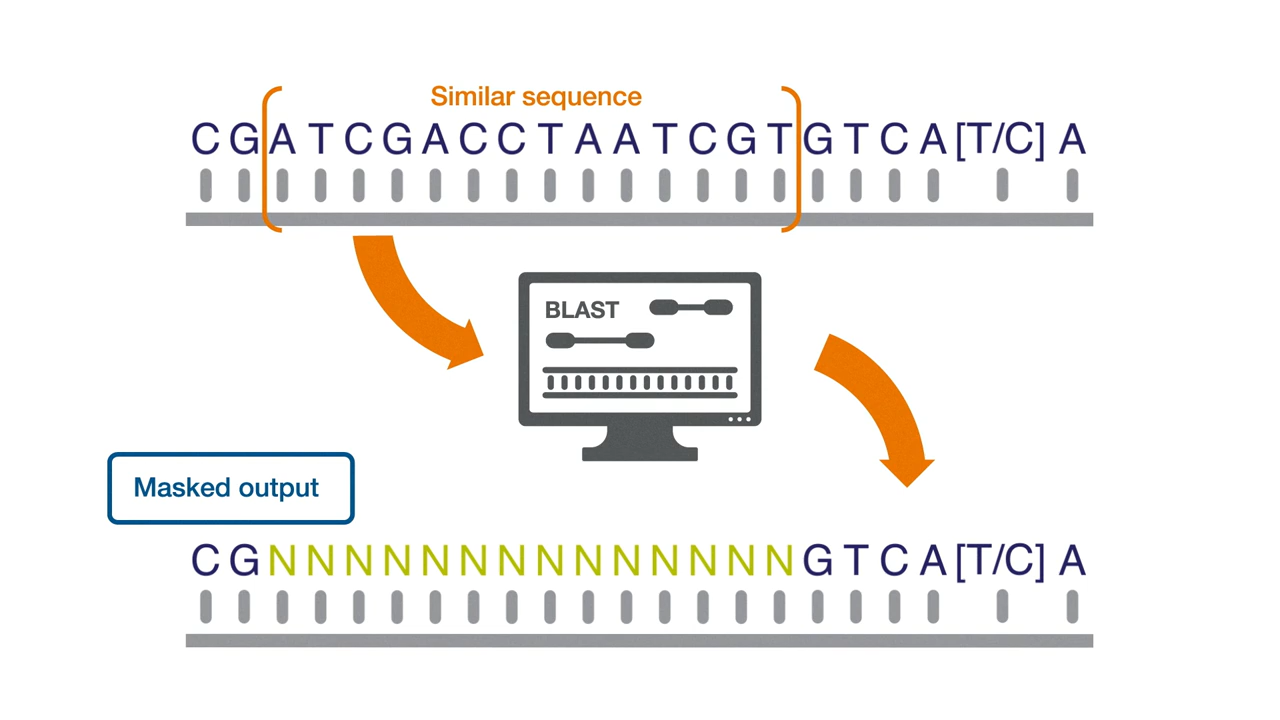 Similar sequence
C G A T C G A C C T A A T C G T G T C A [T/C] A
BLAST
Masked output
C G N N N N N N N N N N N N N N G T C A [T/C] A